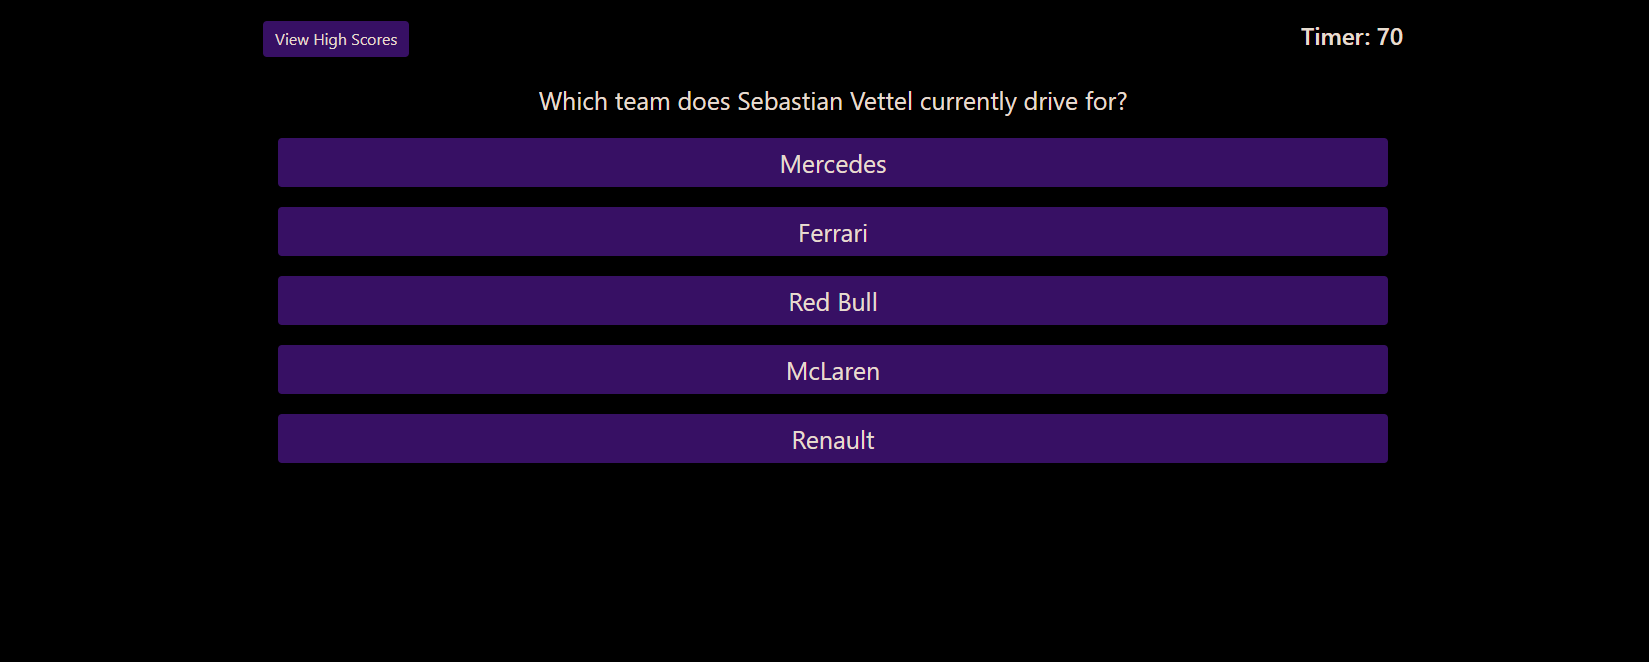 View High Scores
Timer: 70
Which team does Sebastian Vettel currently drive for?
Mercedes
Ferrari
Red Bull
McLaren
Renault